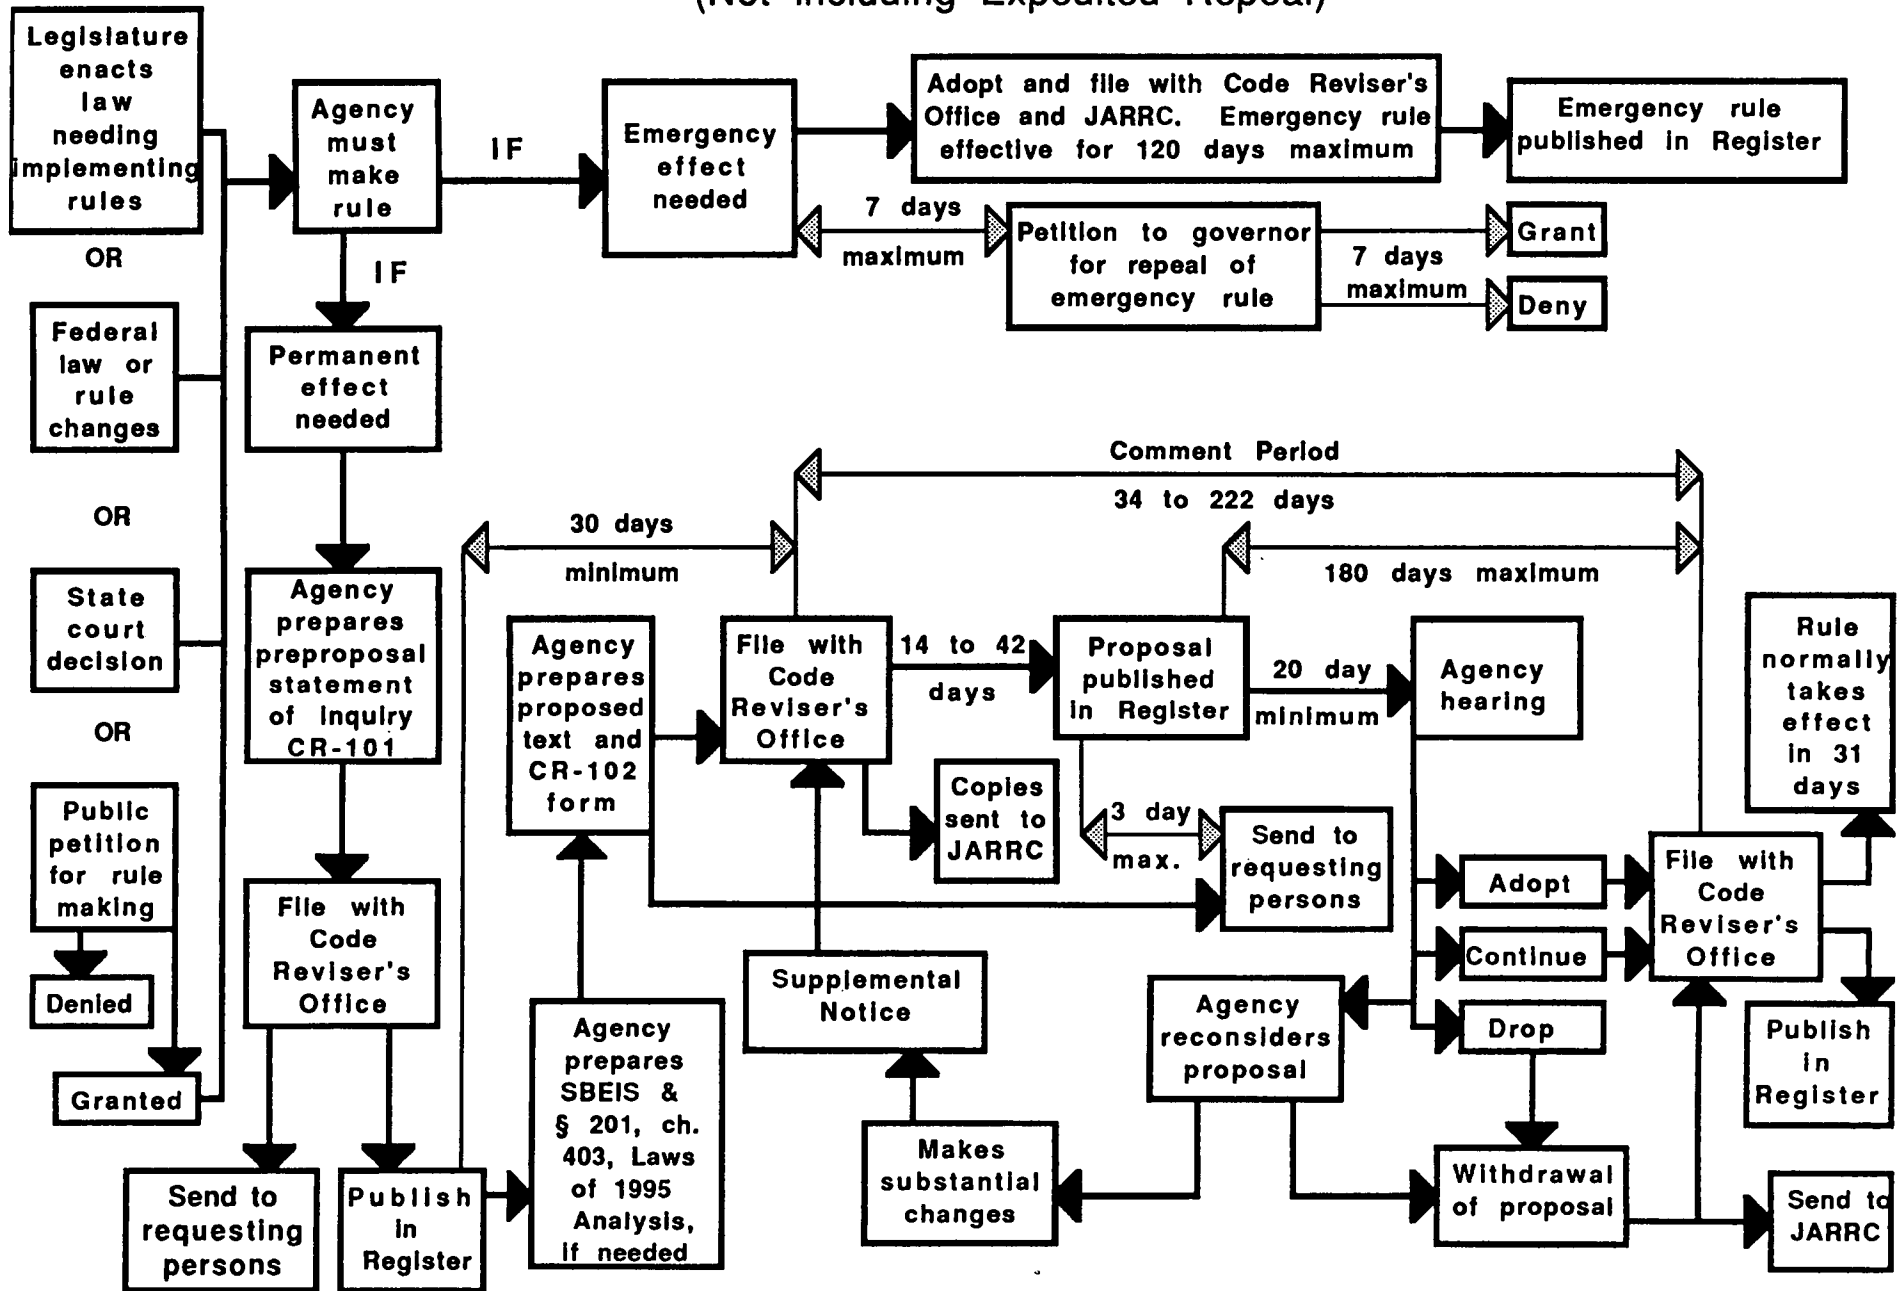 (Not Including Expedited Repeal)
Legislature
enacts
law
needing
implementing
rules
OR
Federal
law or
rule
changes
OR
State
court
decision
OR
Public
petition
for rule
making
Denied
Granted
Agency
must
make
rule
IF
IF
Emergency
effect
needed
Adopt and file with Code Reviser's
Office and JARRC. Emergency rule
effective for 120 days maximum
Emergency rule
published in Register
7 days
maximum
Petition to governor
for repeal of
emergency rule
7 days
maximum
Grant
Deny
Permanent
effect
needed
Agency
prepares
preproposal
statement
of inquiry
CR-101
File with
Code
Reviser's
Office
Send to
requesting
persons
Publish
in
Register
30 days
minimum
Agency
prepares
SBEIS &
§ 201, ch.
403, Laws
of 1995
Analysis,
if needed
Agency
prepares
proposed
text and
CR-102
form
Comment Period
34 to 222 days
180 days maximum
File with
Code
Reviser's
Office
14 to 42
days
Copies
sent to
JARRC
Proposal
published
in Register
20 day
minimum
3 day
max.
Send to
requesting
persons
Agency
hearing
Adopt
Continue
Drop
File with
Code
Reviser's
Office
Rule
normally
takes
effect
in 31
days
Publish
in
Register
Supplemental
Notice
Makes
substantial
changes
Agency
reconsiders
proposal
Withdrawal
of proposal
Send to
JARRC